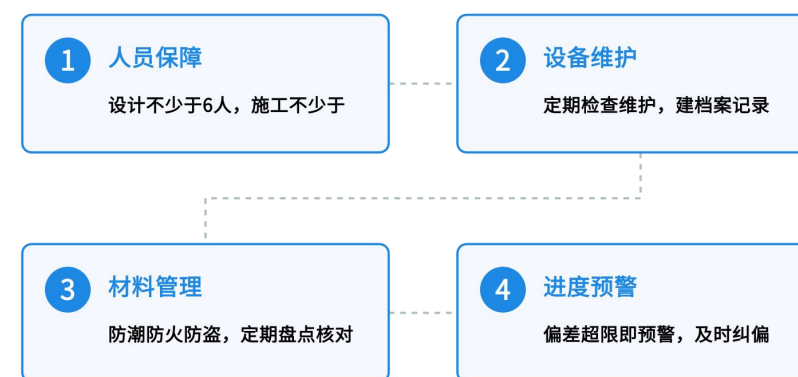 1 人员保障
设计不少于6人，施工不少于
2 设备维护
定期检查维护，建档案记录
3 材料管理
防潮防火防盗，定期盘点核对
4 进度预警
偏差超限即预警，及时纠偏